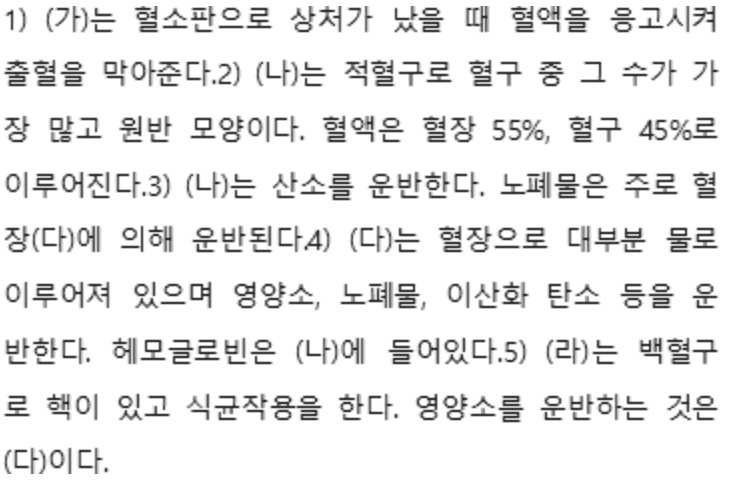 1) (가)는 혈소판으로 상처가 났을 때 혈액을 응고시켜
출혈을 막아준다.2) (나)는 적혈구로 혈구 중 그 수가 가
장 많고 원반 모양이다. 혈액은 혈장 55%, 혈구 45%로
이루어진다.3) (나)는 산소를 운반한다. 노폐물은 주로 혈
장(다)에 의해 운반된다.4) (다)는 혈장으로 대부분 물로
이루어져 있으며 영양소, 노폐물, 이산화 탄소 등을 운
반한다. 헤모글로빈은 (나)에 들어있다.5) (라)는 백혈구
로 핵이 있고 식균작용을 한다. 영양소를 운반하는 것은
(다)이다.